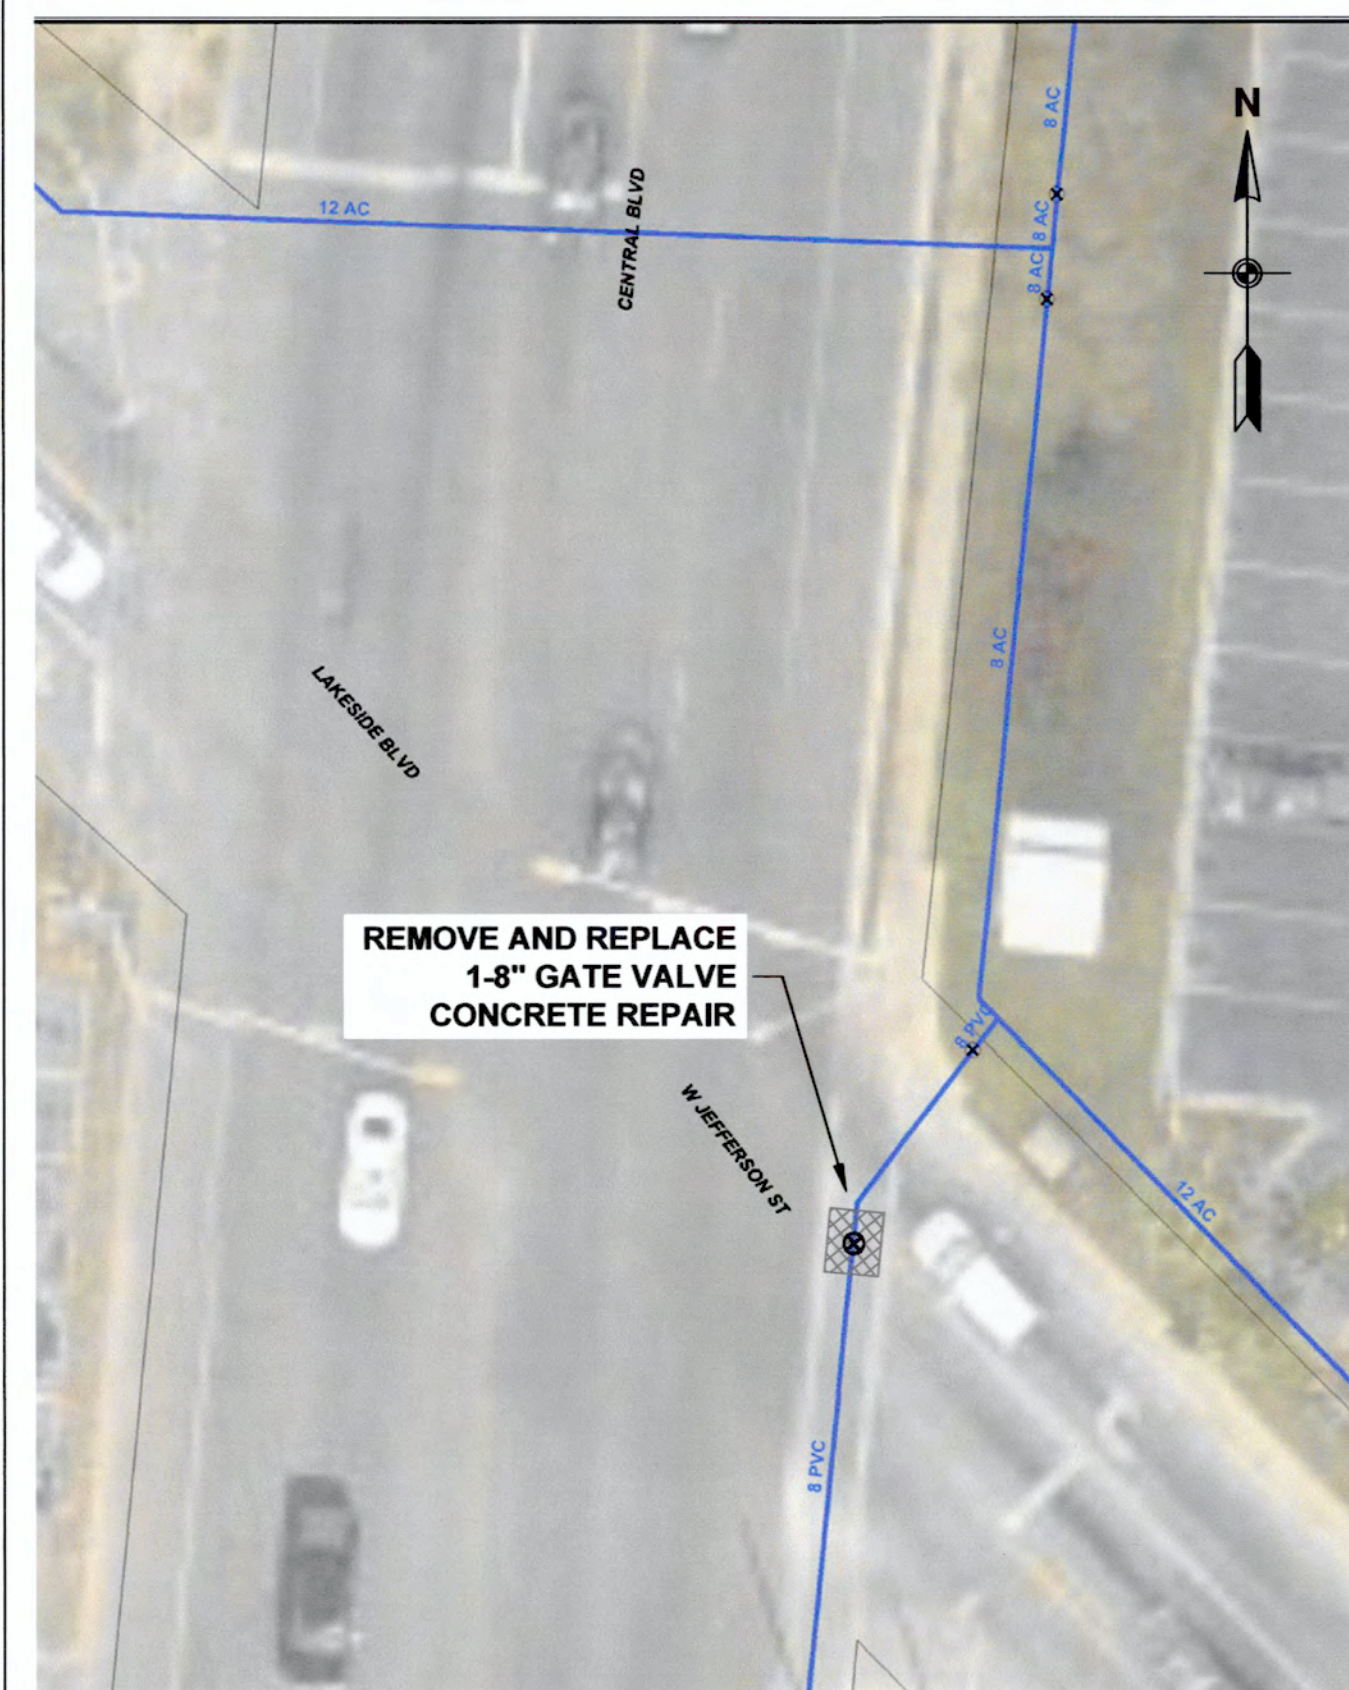 8 AC
N
12 AC
CENTRAL BLVD
8 AC
8 AC
8 AC
LAKESIDE BLVD
REMOVE AND REPLACE
1-8" GATE VALVE
CONCRETE REPAIR
8 PVC
W JEFFERSON ST
12 AC
8 PVC